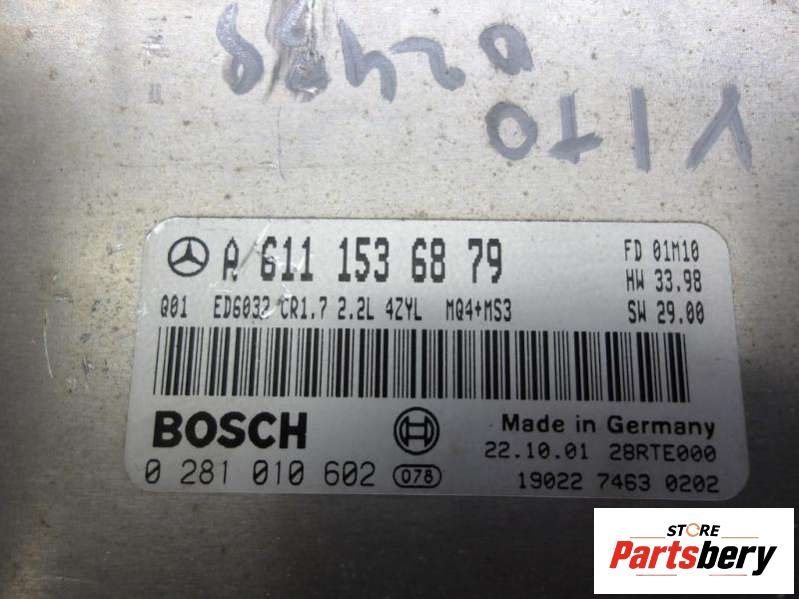 VITO
A 611 153 68 79
FD 01M10
HW 33.98
Q01 ED6032 CR1.7 2.2L 4ZYL MQ4+MS3
SW 29.00
BOSCH
Made in Germany
22.10.01 28RTE000
0 281 010 602 078
19022 7463 0202
STORE
Partsbery